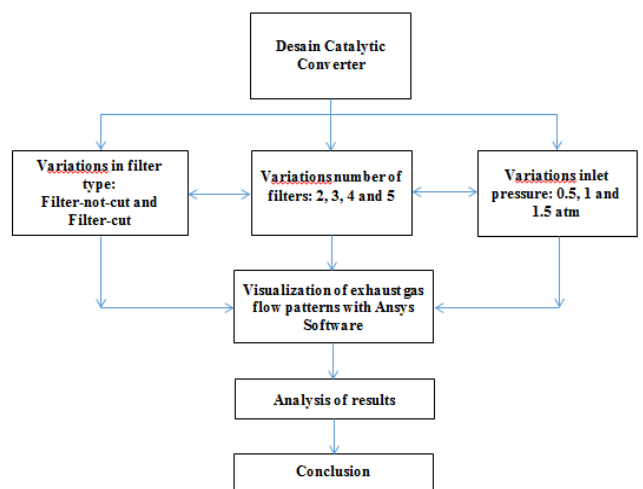 Desain Catalytic
Converter
Variations in filter
type:
Filter-not-cut and
Filter-cut
Variations number of
filters: 2, 3, 4 and 5
Variations inlet
pressure: 0.5, 1 and
1.5 atm
Visualization of exhaust gas
flow patterns with Ansys
Software
Analysis of results
Conclusion